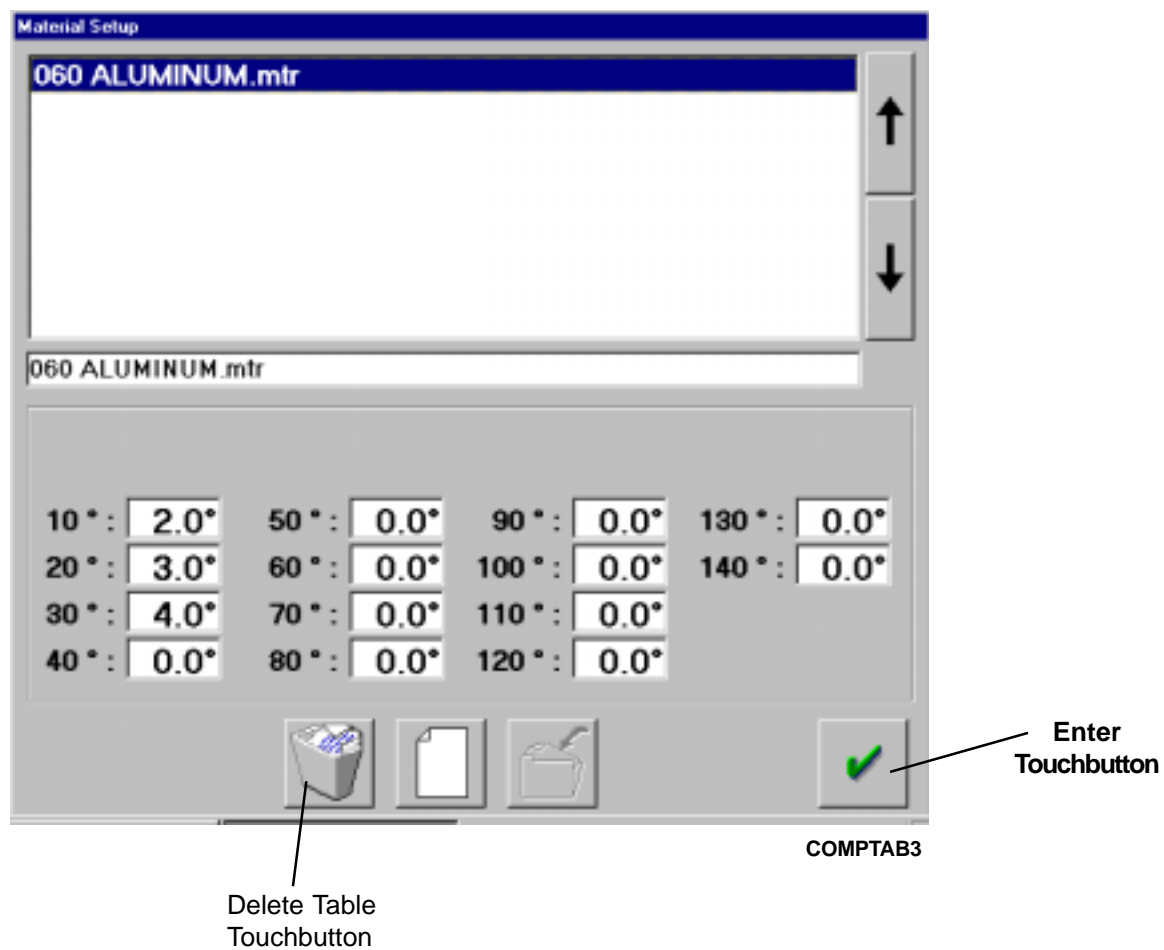 Material Setup
060 ALUMINUM.mtr
060 ALUMINUM.mtr
10 ° : 2.0° 50 ° : 0.0° 90 ° : 0.0° 130 ° : 0.0°
20 ° : 3.0° 60 ° : 0.0° 100 ° : 0.0° 140 ° : 0.0°
30 ° : 4.0° 70 ° : 0.0° 110 ° : 0.0°
40 ° : 0.0° 80 ° : 0.0° 120 ° : 0.0°
Enter
Touchbutton
COMPTAB3
Delete Table
Touchbutton